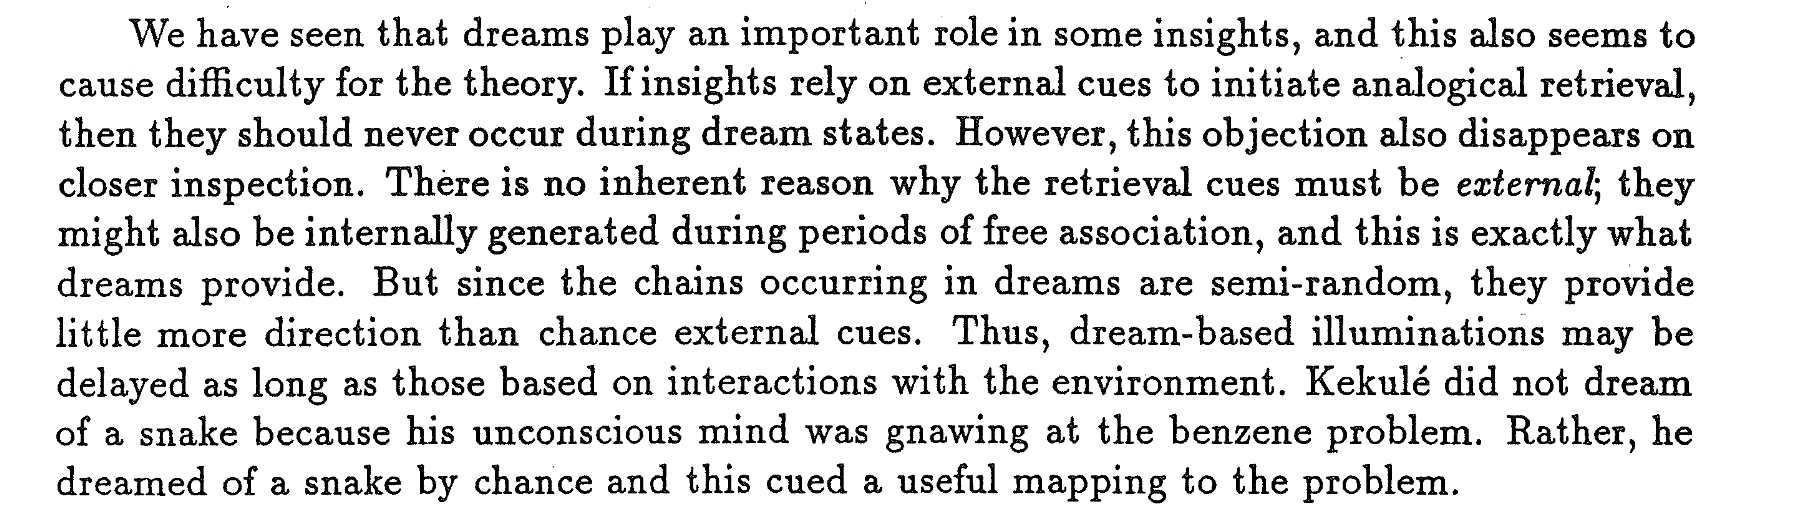 We have seen that dreams play an important role in some insights, and this also seems to
cause difficulty for the theory. If insights rely on external cues to initiate analogical retrieval,
then they should never occur during dream states. However, this objection also disappears on
closer inspection. There is no inherent reason why the retrieval cues must be external; they
might also be internally generated during periods of free association, and this is exactly what
dreams provide. But since the chains occurring in dreams are semi-random, they provide
little more direction than chance external cues. Thus, dream-based illuminations may be
delayed as long as those based on interactions with the environment. Kekulé did not dream
of a snake because his unconscious mind was gnawing at the benzene problem. Rather, he
dreamed of a snake by chance and this cued a useful mapping to the problem.